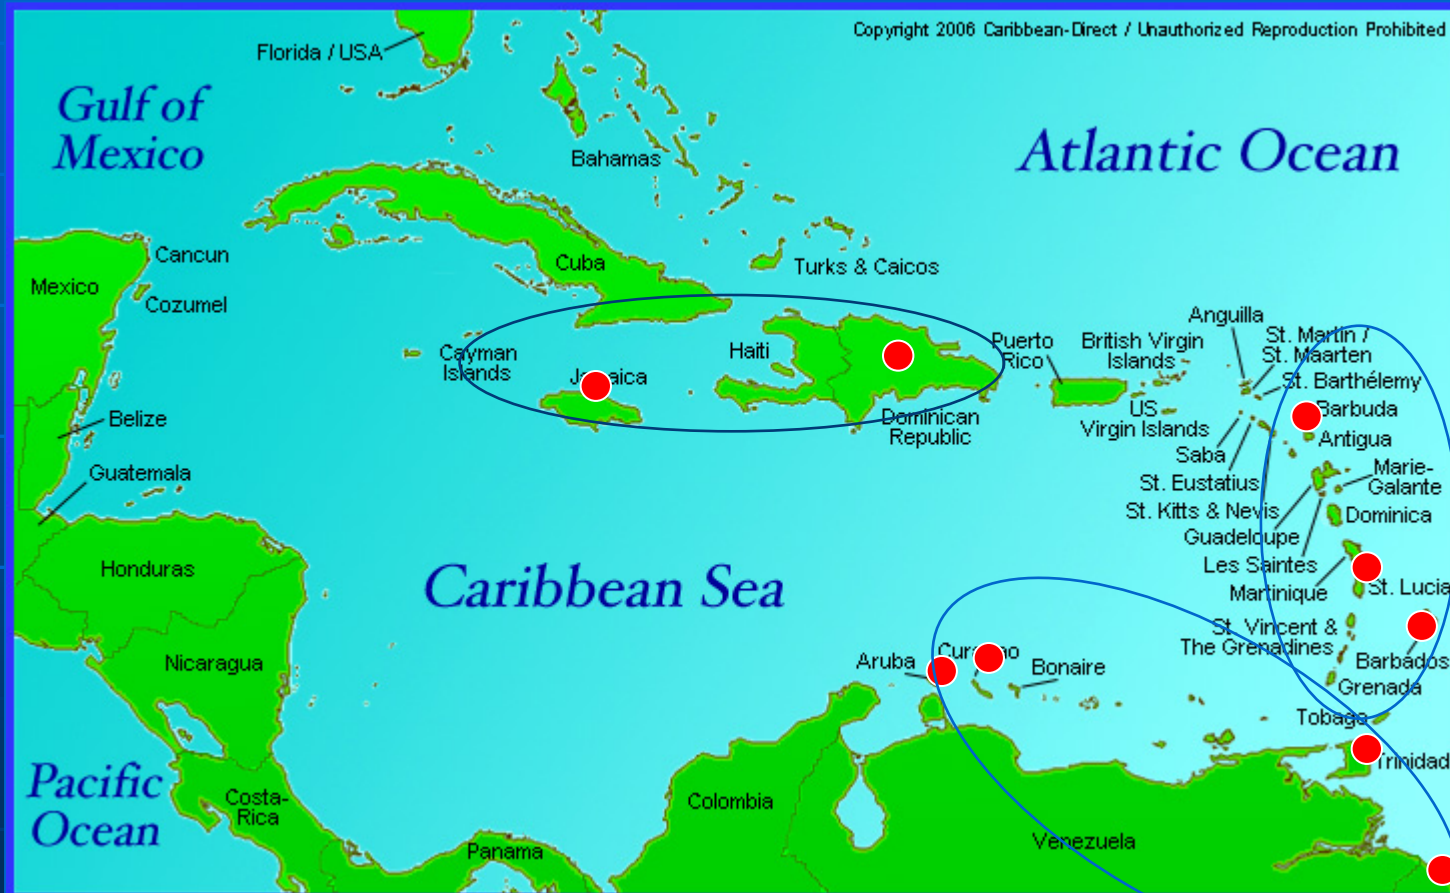 Copyright 2006 Caribbean-Direct / Unauthorized Reproduction Prohibited
Florida / USA
Gulf of
Mexico
Atlantic Ocean
Bahamas
Cancun
Cuba
Turks & Caicos
Mexico
Cozumel
Anguilla
St. Martin /
St. Maarten
Puerto
Rico
British Virgin
Islands
Haiti
Cayman
Islands
Jamaica
St. Barthélemy
Barbuda
US
Virgin Islands
Dominican
Republic
Belize
Antigua
Saba
Guatemala
Marie-
Galante
St. Eustatius
St. Kitts & Nevis
Dominica
Guadeloupe
Les Saintes
Honduras
Caribbean Sea
Martinique
St. Lucia
St. Vincent &
The Grenadines
Nicaragua
Aruba
Curacao
Bonaire
Barbados
Grenada
Tobago
Trinidad
Pacific
Ocean
Costa-
Rica
Colombia
Venezuela
Panama